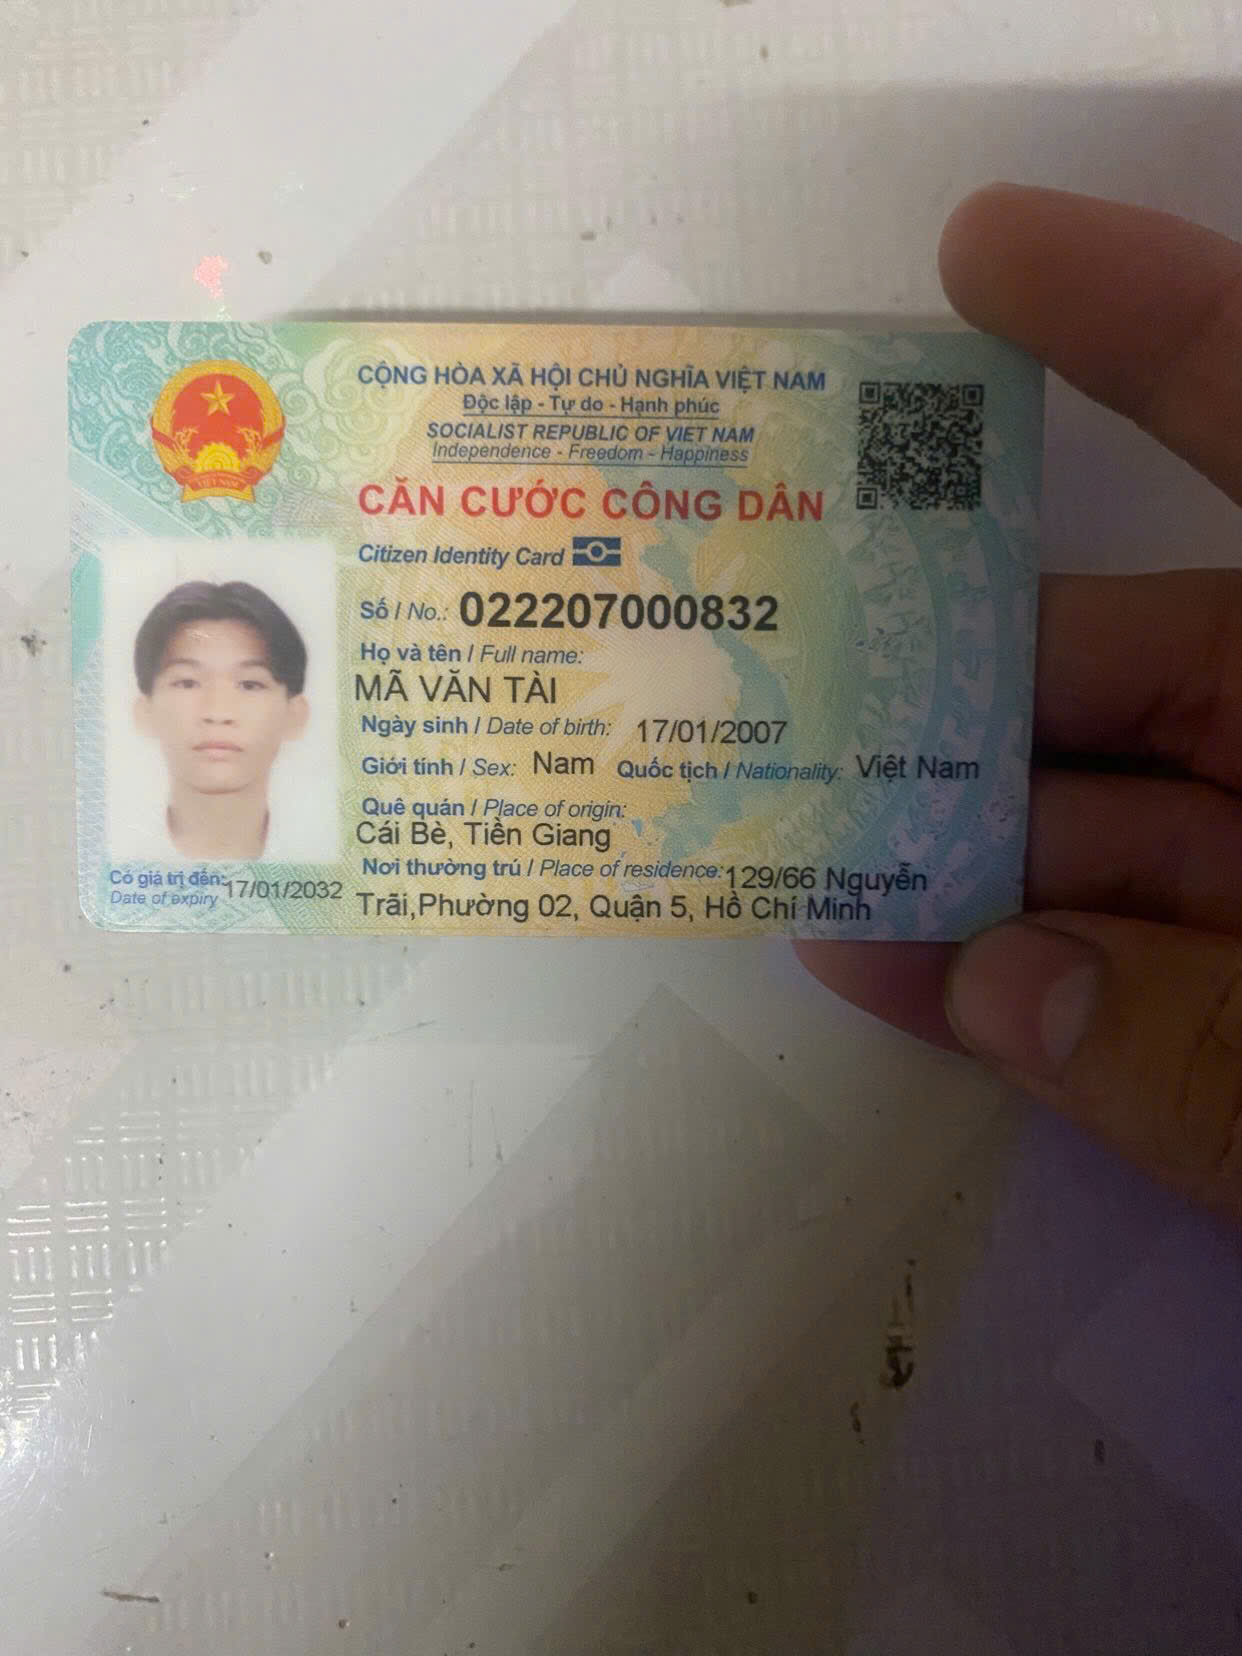 CỘNG HÒA XÃ HỘI CHỦ NGHĨA VIỆT NAM
Độc lập - Tự do - Hạnh phúc
SOCIALIST REPUBLIC OF VIET NAM
Independence - Freedom - Happiness
CĂN CƯỚC CÔNG DÂN
Citizen Identity Card
Số / No.: 022207000832
Họ và tên / Full name:
MÃ VĂN TÀI
Ngày sinh / Date of birth: 17/01/2007
Giới tính / Sex: Nam Quốc tịch / Nationality: Việt Nam
Quê quán / Place of origin:
Cái Bè, Tiền Giang
Nơi thường trú / Place of residence: 129/66 Nguyễn
Trãi,Phường 02, Quận 5, Hồ Chí Minh
Có giá trị đến: 17/01/2032
Date of expiry
VIỆT NAM